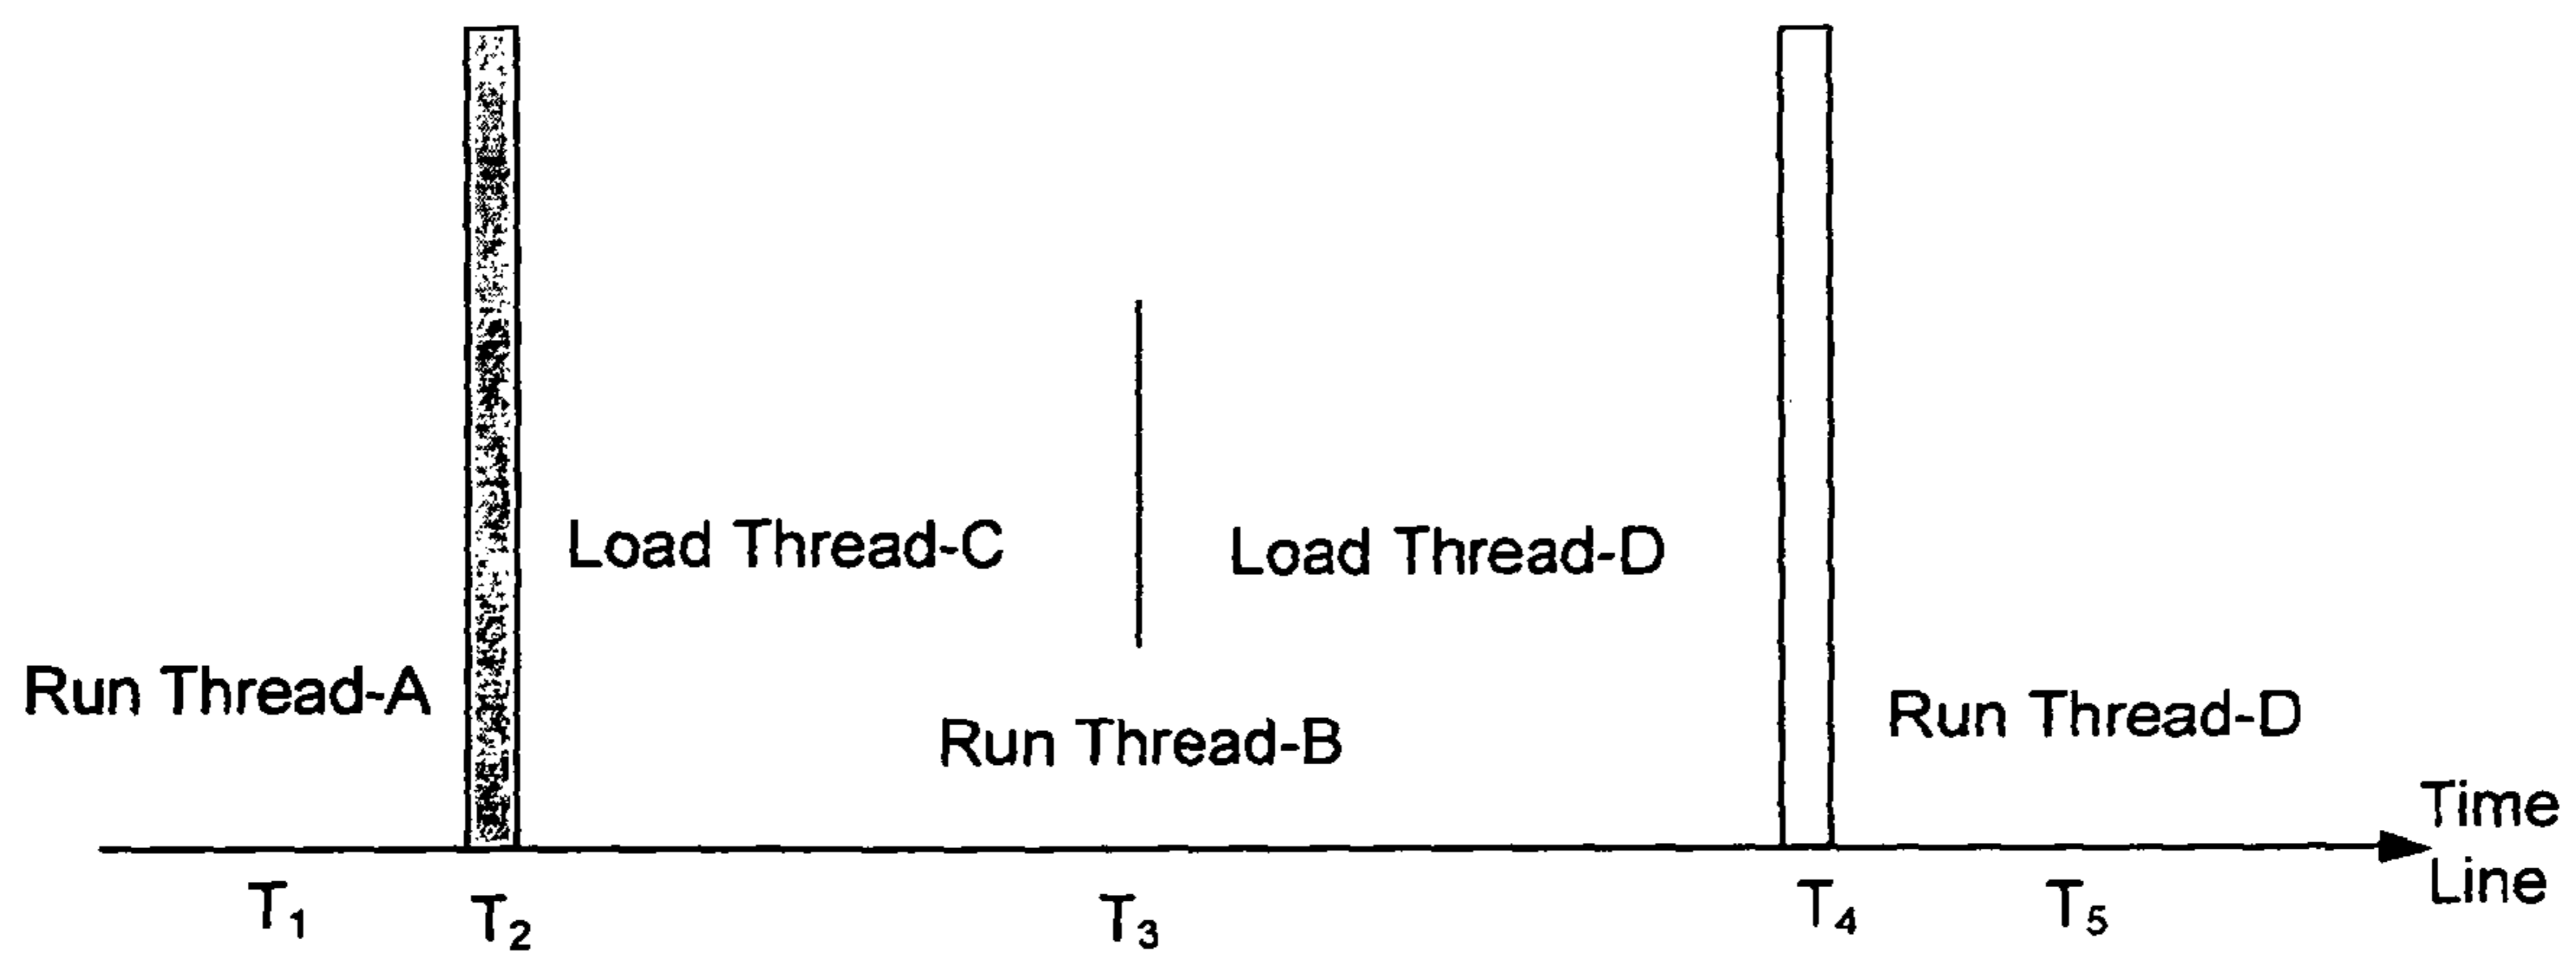 Load Thread-C
Load Thread-D
Run Thread-A
Run Thread-B
Run Thread-D
Time
Line
T₁
T₂
T₃
T₄
T₅